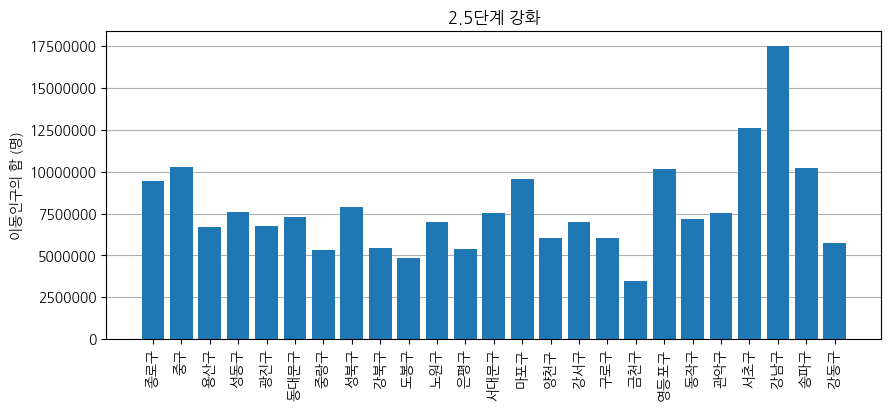 2.5단계 강화
이동인구의 합 (명)
17500000
15000000
12500000
10000000
7500000
5000000
2500000
0
종로구
중구
용산구
성동구
광진구
동대문구
중랑구
성북구
강북구
도봉구
노원구
은평구
서대문구
마포구
양천구
강서구
구로구
금천구
영등포구
동작구
관악구
서초구
강남구
송파구
강동구